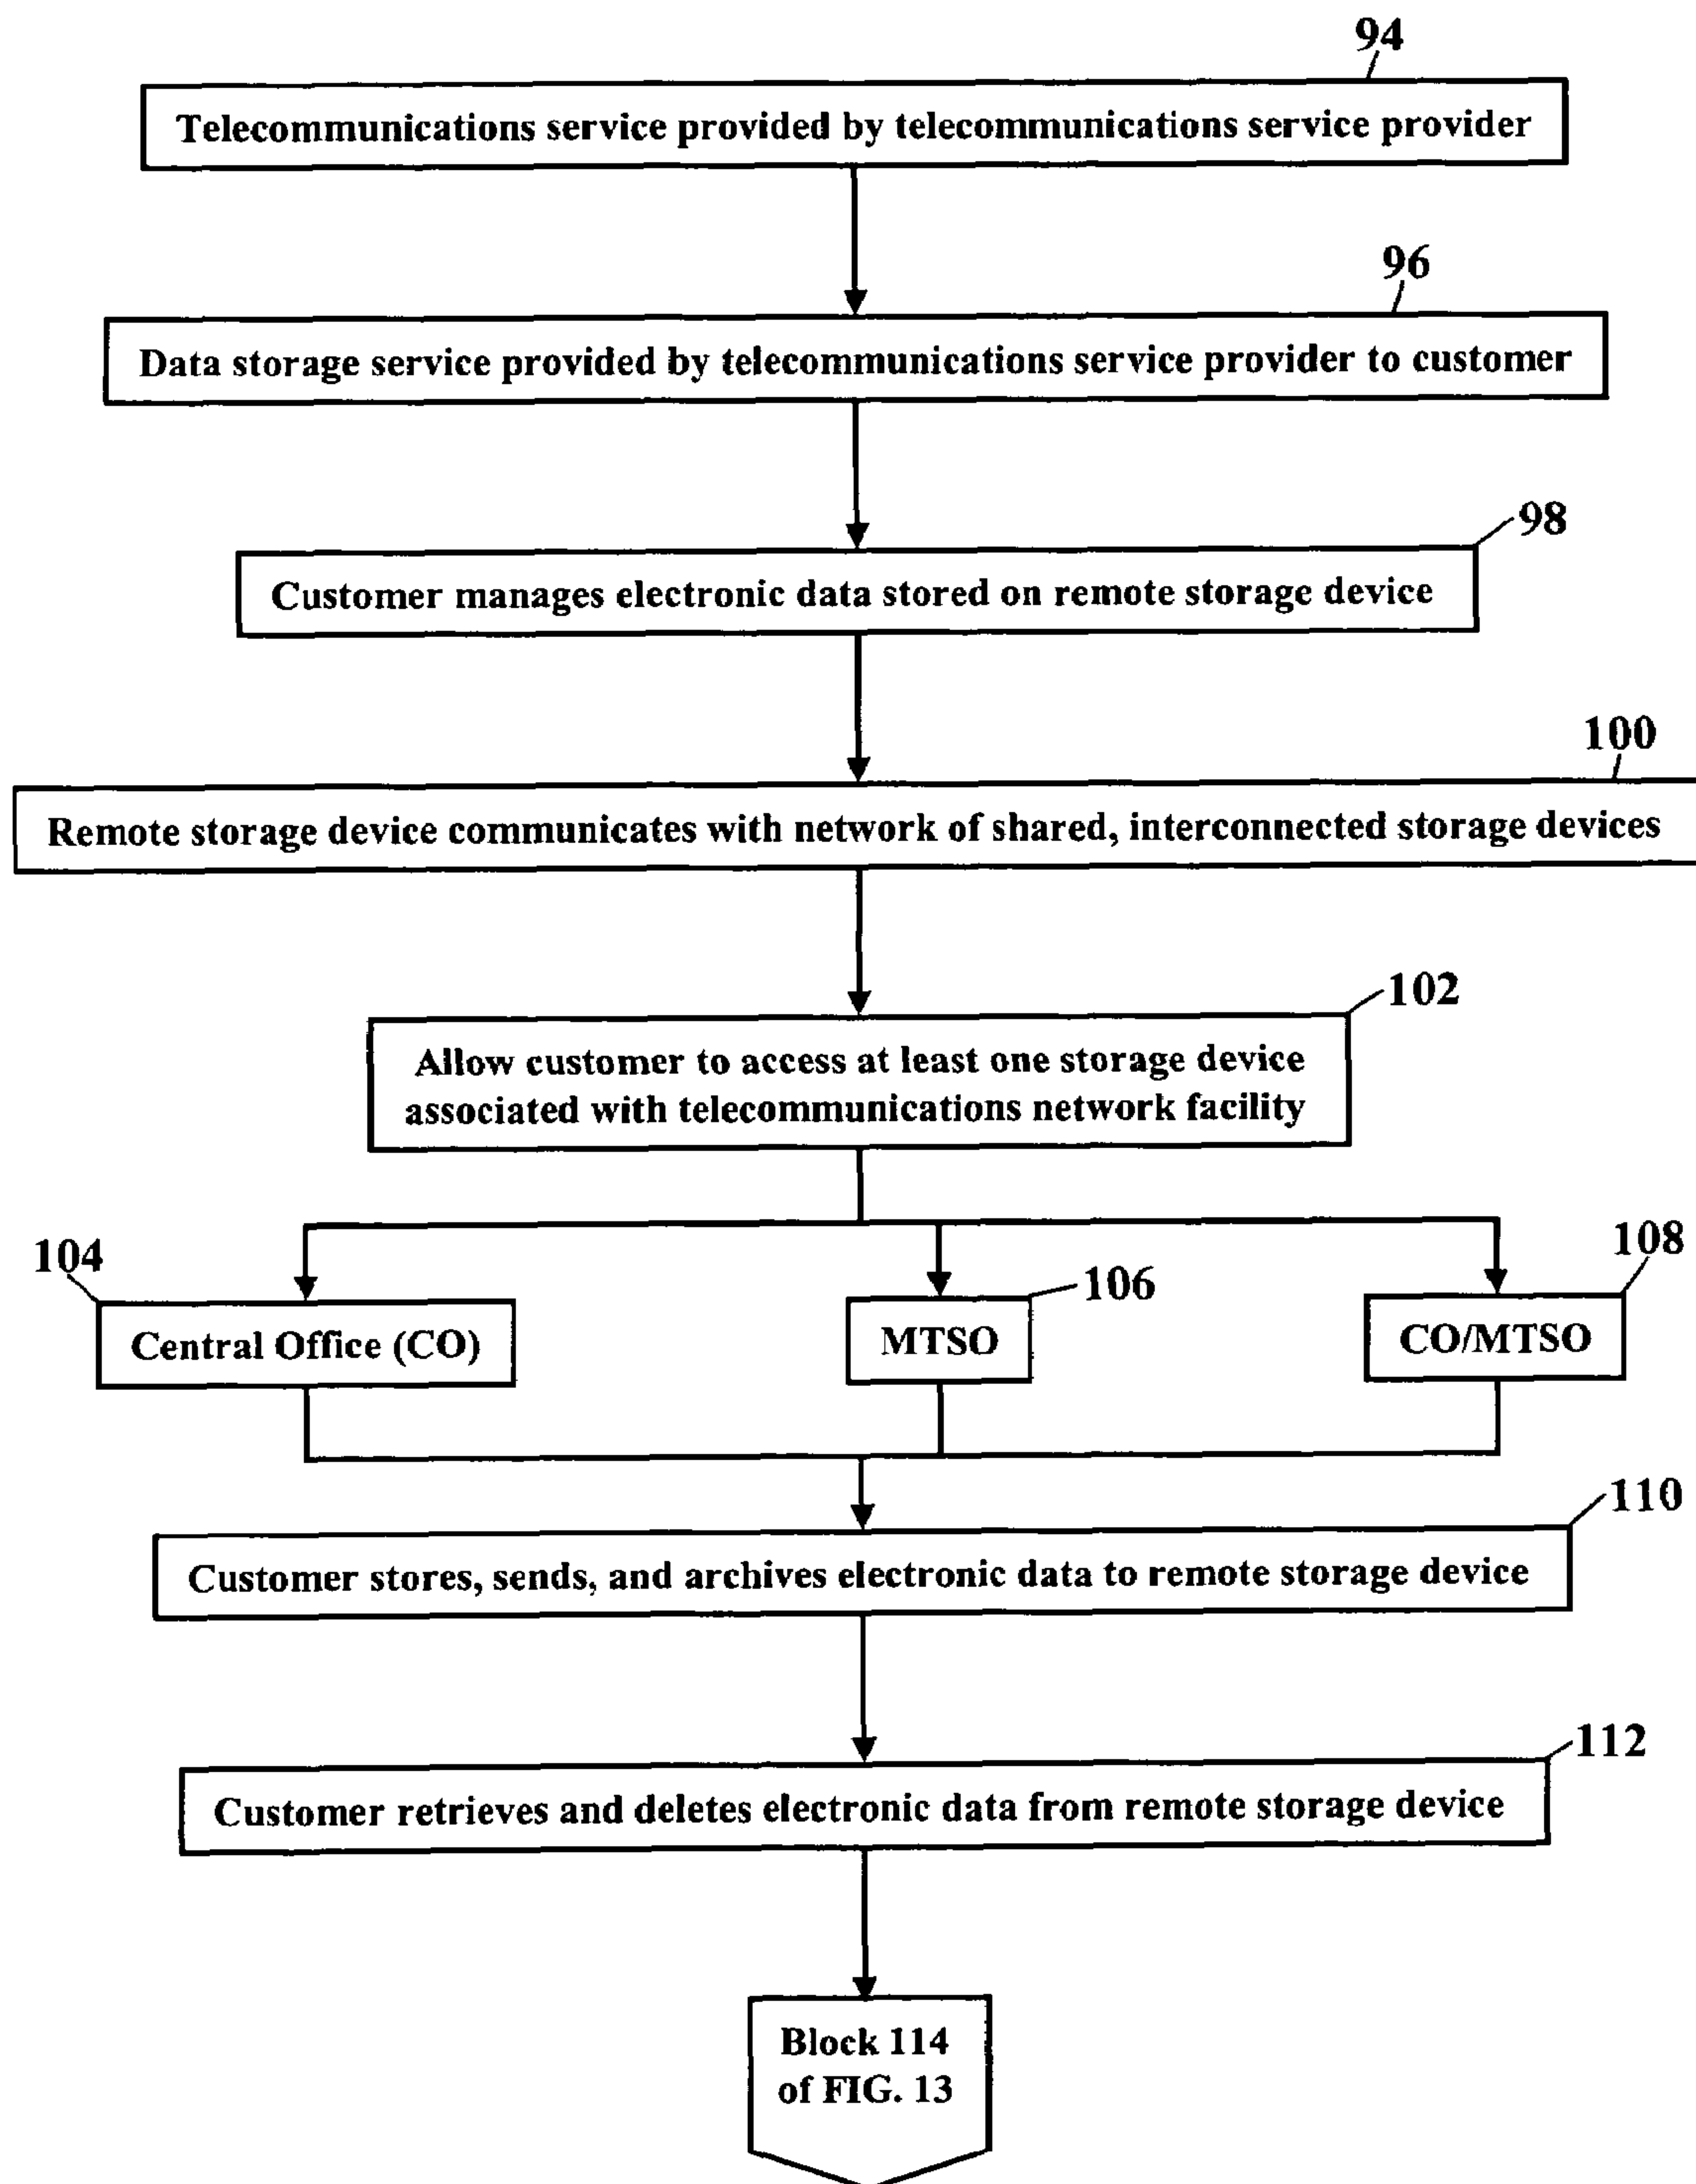 94
Telecommunications service provided by telecommunications service provider
96
Data storage service provided by telecommunications service provider to customer
98
Customer manages electronic data stored on remote storage device
100
Remote storage device communicates with network of shared, interconnected storage devices
102
Allow customer to access at least one storage device
associated with telecommunications network facility
104
Central Office (CO)
106
MTSO
108
CO/MTSO
110
Customer stores, sends, and archives electronic data to remote storage device
112
Customer retrieves and deletes electronic data from remote storage device
Block 114
of FIG. 13